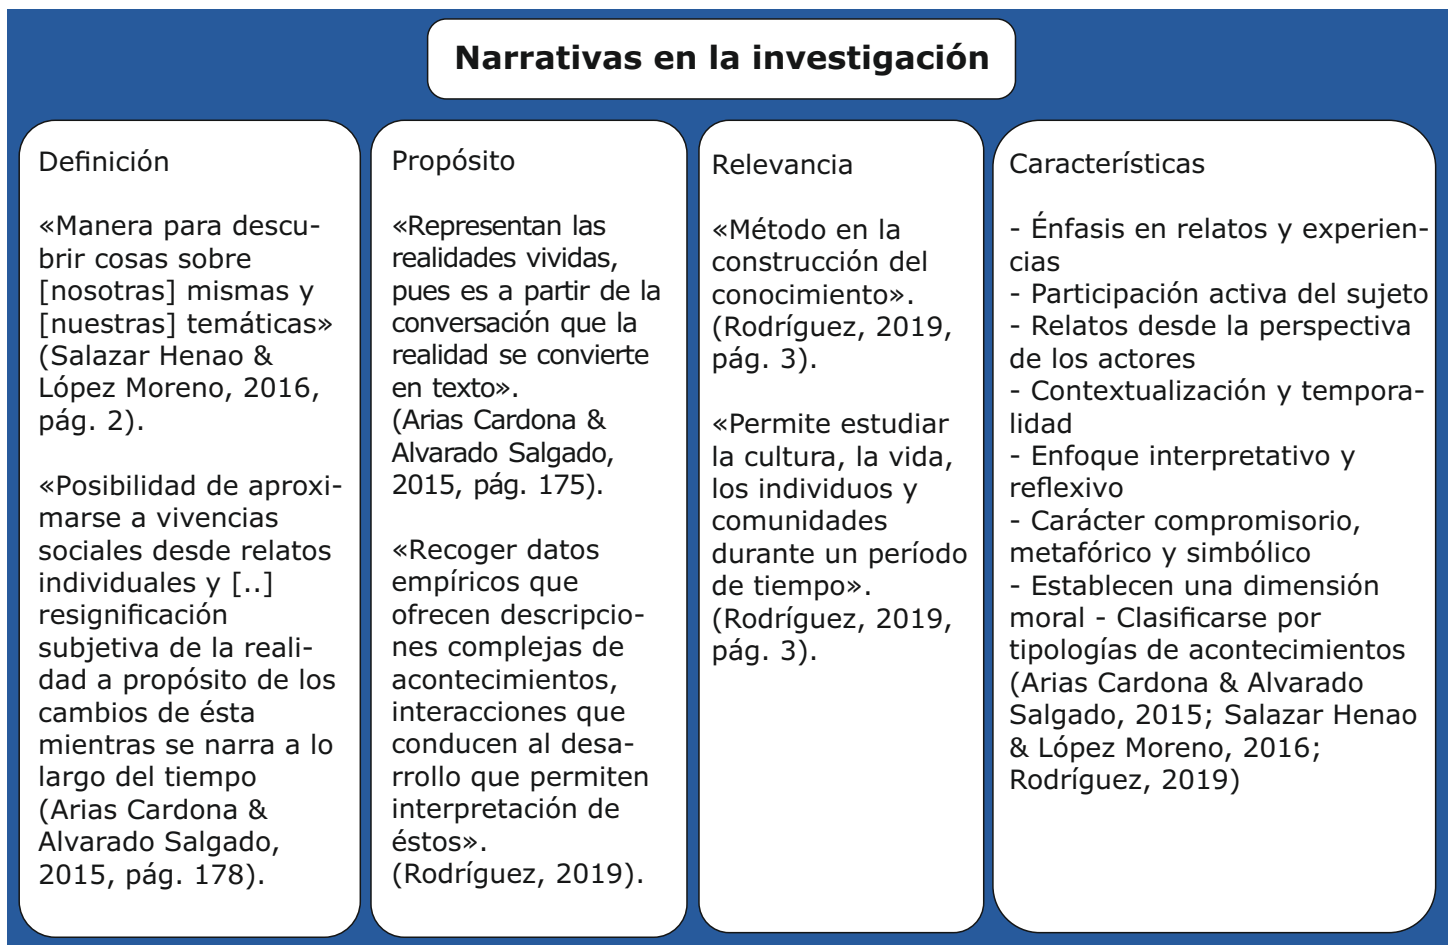 Narrativas en la investigación
Definición
«Manera para descu-
brir cosas sobre
[nosotras] mismas y
[nuestras] temáticas»
(Salazar Henao &
López Moreno, 2016,
pág. 2).
«Posibilidad de aproxi-
marse a vivencias
sociales desde relatos
individuales y [..]
resignificación
subjetiva de la reali-
dad a propósito de los
cambios de ésta
mientras se narra a lo
largo del tiempo
(Arias Cardona &
Alvarado Salgado,
2015, pág. 178).
Propósito
«Representan las
realidades vividas,
pues es a partir de la
conversación que la
realidad se convierte
en texto».
(Arias Cardona &
Alvarado Salgado,
2015, pág. 175).
«Recoger datos
empíricos que
ofrecen descripcio-
nes complejas de
acontecimientos,
interacciones que
conducen al desa-
rrollo que permiten
interpretación de
éstos».
(Rodríguez, 2019).
Relevancia
«Método en la
construcción del
conocimiento».
(Rodríguez, 2019,
pág. 3).
«Permite estudiar
la cultura, la vida,
los individuos y
comunidades
durante un período
de tiempo».
(Rodríguez, 2019,
pág. 3).
Características
- Énfasis en relatos y experien-
cias
- Participación activa del sujeto
- Relatos desde la perspectiva
de los actores
- Contextualización y tempora-
lidad
- Enfoque interpretativo y
reflexivo
- Carácter compromisorio,
metafórico y simbólico
- Establecen una dimensión
moral - Clasificarse por
tipologías de acontecimientos
(Arias Cardona & Alvarado
Salgado, 2015; Salazar Henao
& López Moreno, 2016;
Rodríguez, 2019)